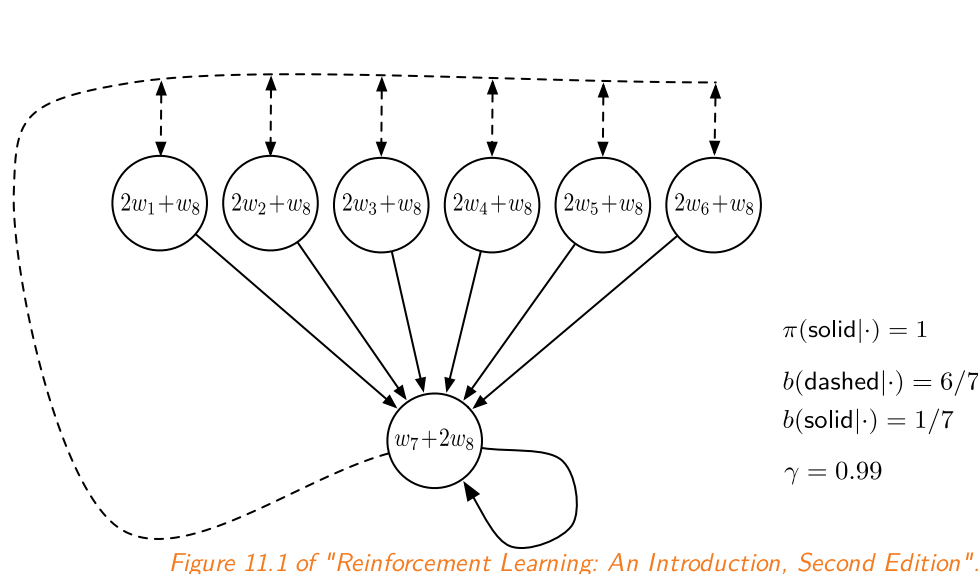 2w₁+w₈ 2w₂+w₈ 2w₃+w₈ 2w₄+w₈ 2w₅+w₈ 2w₆+w₈
π(solid|·) = 1
b(dashed|·) = 6/7
b(solid|·) = 1/7
w₇+2w₈
γ = 0.99
Figure 11.1 of "Reinforcement Learning: An Introduction, Second Edition".